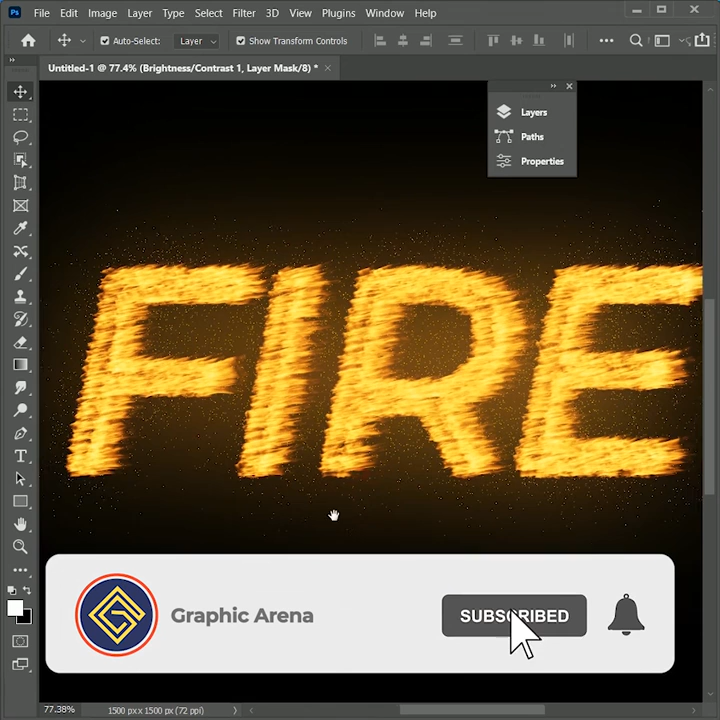 Ps File Edit Image Layer Type Select Filter 3D View Plugins Window Help
Auto-Select: Layer Show Transform Controls
Untitled-1 @ 77.4% (Brightness/Contrast 1, Layer Mask/8) *
Layers
Paths
Properties
FIRE
Graphic Arena
SUBSCRIBED
77.38% 1500 px x 1500 px (72 ppi)